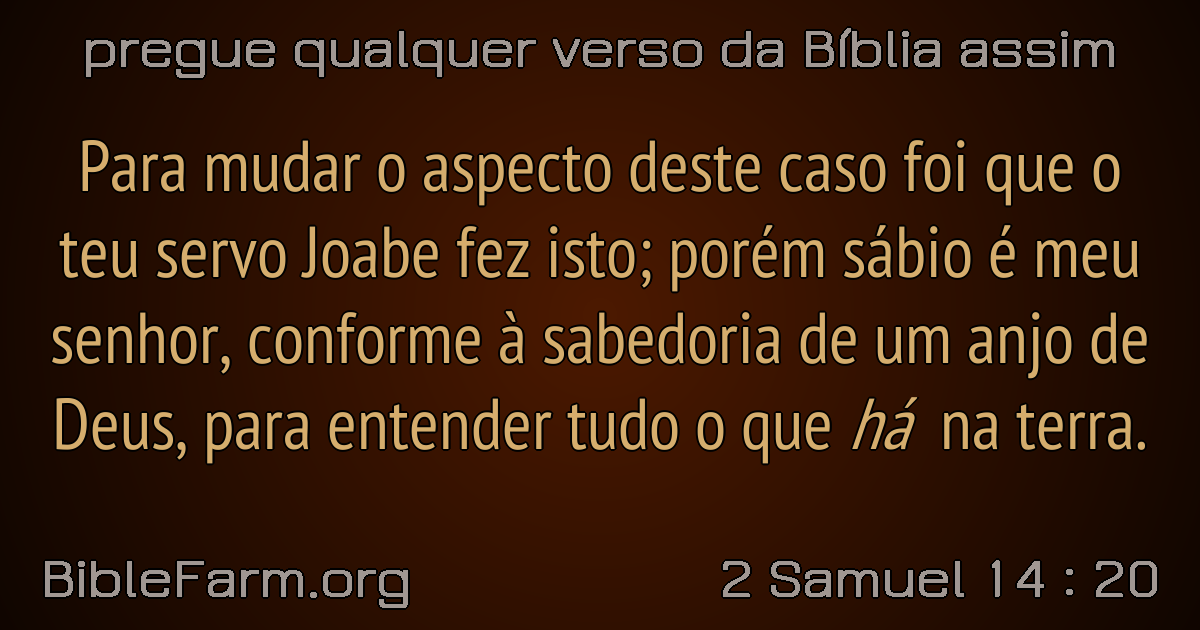 pregue qualquer verso da Bíblia assim
Para mudar o aspecto deste caso foi que o
teu servo Joabe fez isto; porém sábio é meu
senhor, conforme à sabedoria de um anjo de
Deus, para entender tudo o que há na terra.
BibleFarm.org
2 Samuel 14 : 20